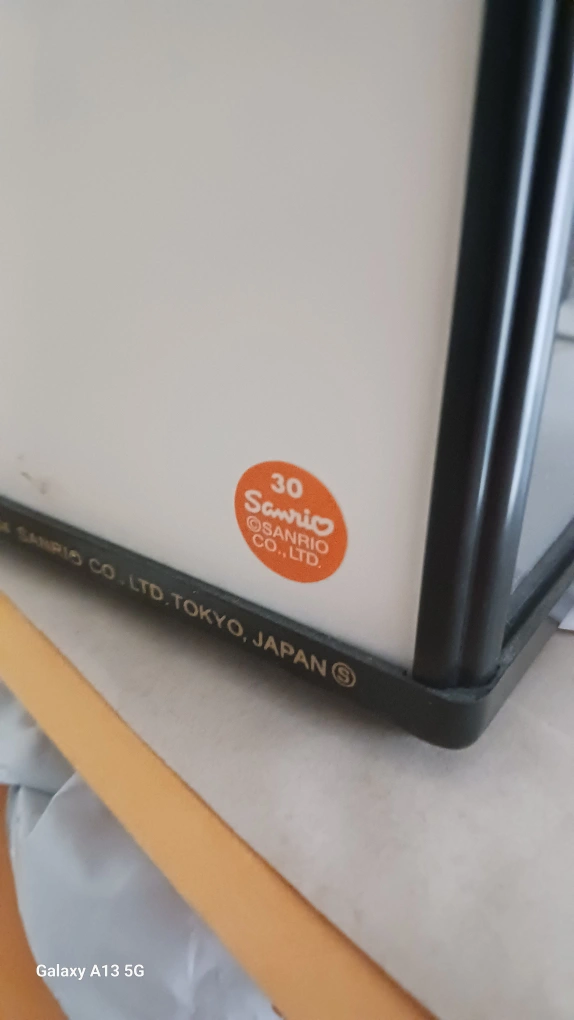 30
Sanrio
©SANRIO
CO.,LTD.
SANRIO CO., LTD. TOKYO, JAPAN Ⓢ
Galaxy A13 5G